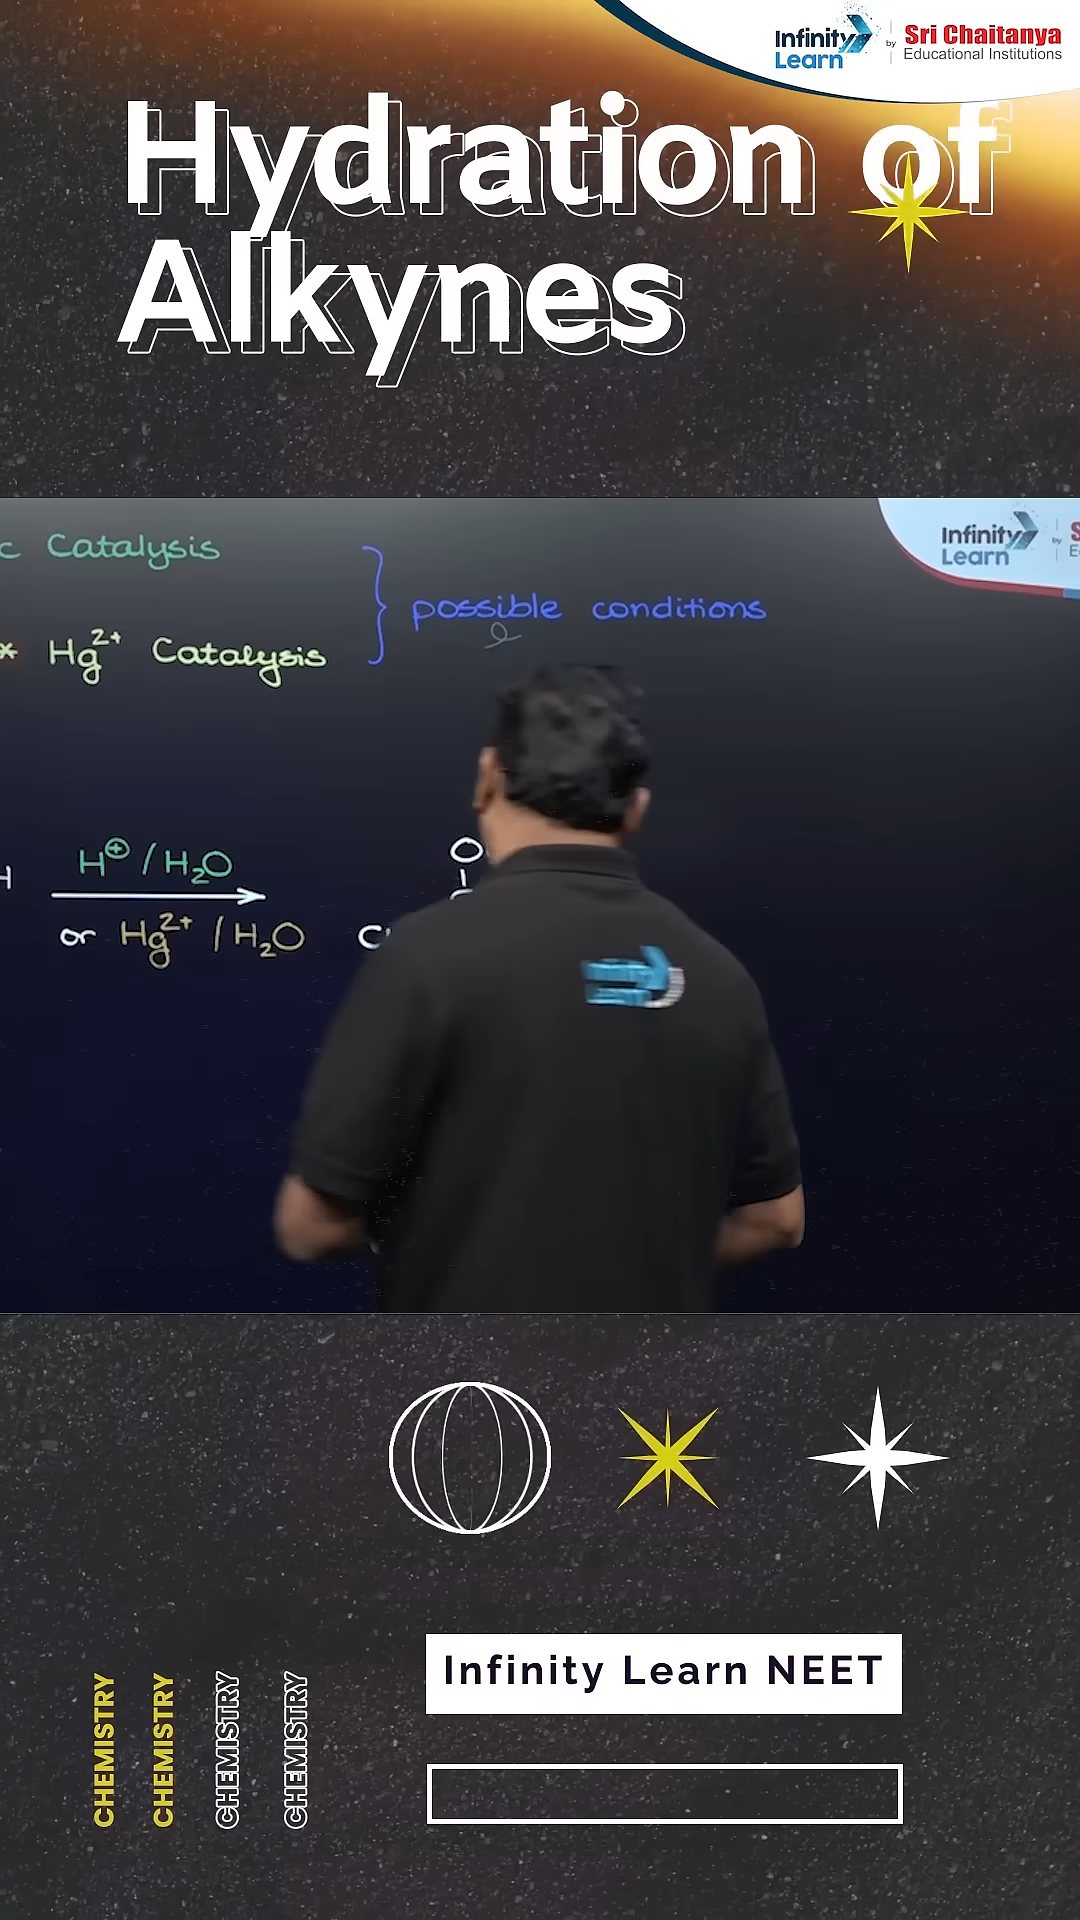 Infinity Learn by Sri Chaitanya Educational Institutions
Hydration of
Alkynes
c Catalysis
* Hg²⁺ Catalysis
possible conditions
Infinity Learn by
H⊕ / H₂O
or Hg²⁺ / H₂O
O
Infinity Learn NEET
CHEMISTRY
CHEMISTRY
CHEMISTRY
CHEMISTRY